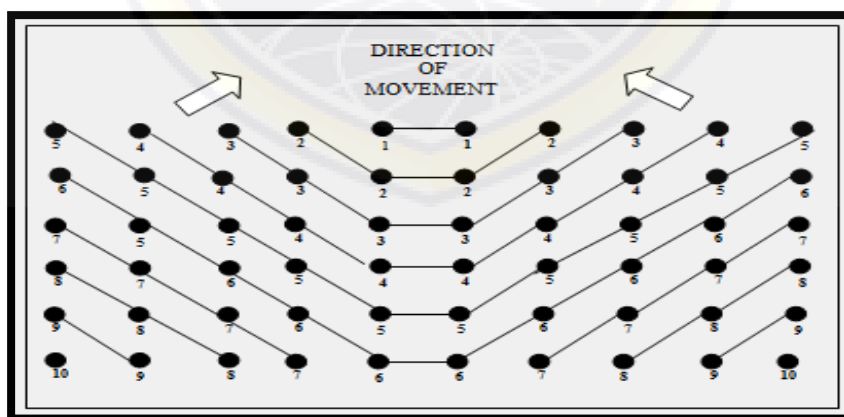 DIRECTION
OF
MOVEMENT
5 4 3 2 1 1 2 3 4 5
6 5 4 3 2 2 3 4 5 6
7 5 5 4 3 3 4 5 6 7
8 7 6 5 4 4 5 6 7 8
9 8 7 6 5 5 6 7 8 9
10 9 8 7 6 6 7 8 9 10